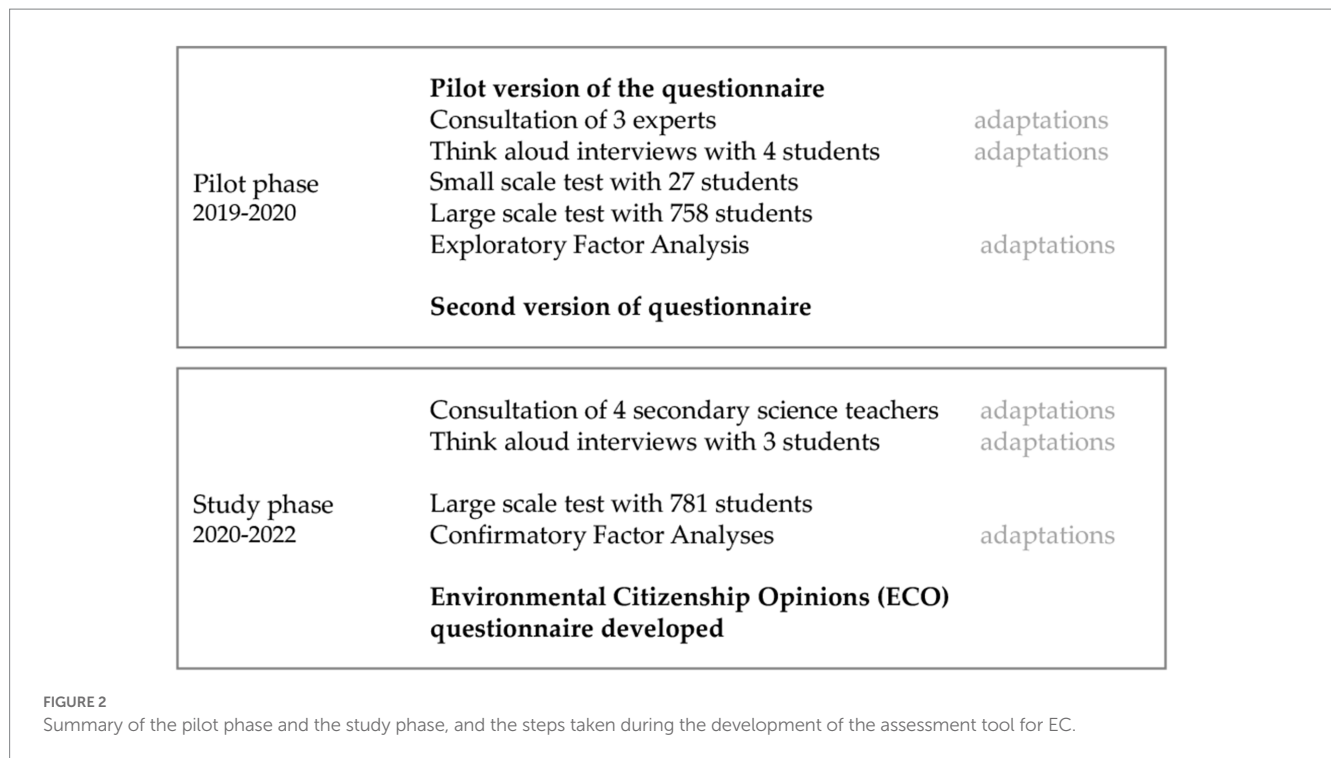 Pilot version of the questionnaire
Consultation of 3 experts adaptations
Think aloud interviews with 4 students adaptations
Pilot phase
2019-2020
Small scale test with 27 students
Large scale test with 758 students
Exploratory Factor Analysis adaptations
Second version of questionnaire
Consultation of 4 secondary science teachers adaptations
Think aloud interviews with 3 students adaptations
Study phase
2020-2022
Large scale test with 781 students
Confirmatory Factor Analyses adaptations
Environmental Citizenship Opinions (ECO)
questionnaire developed
FIGURE 2
Summary of the pilot phase and the study phase, and the steps taken during the development of the assessment tool for EC.